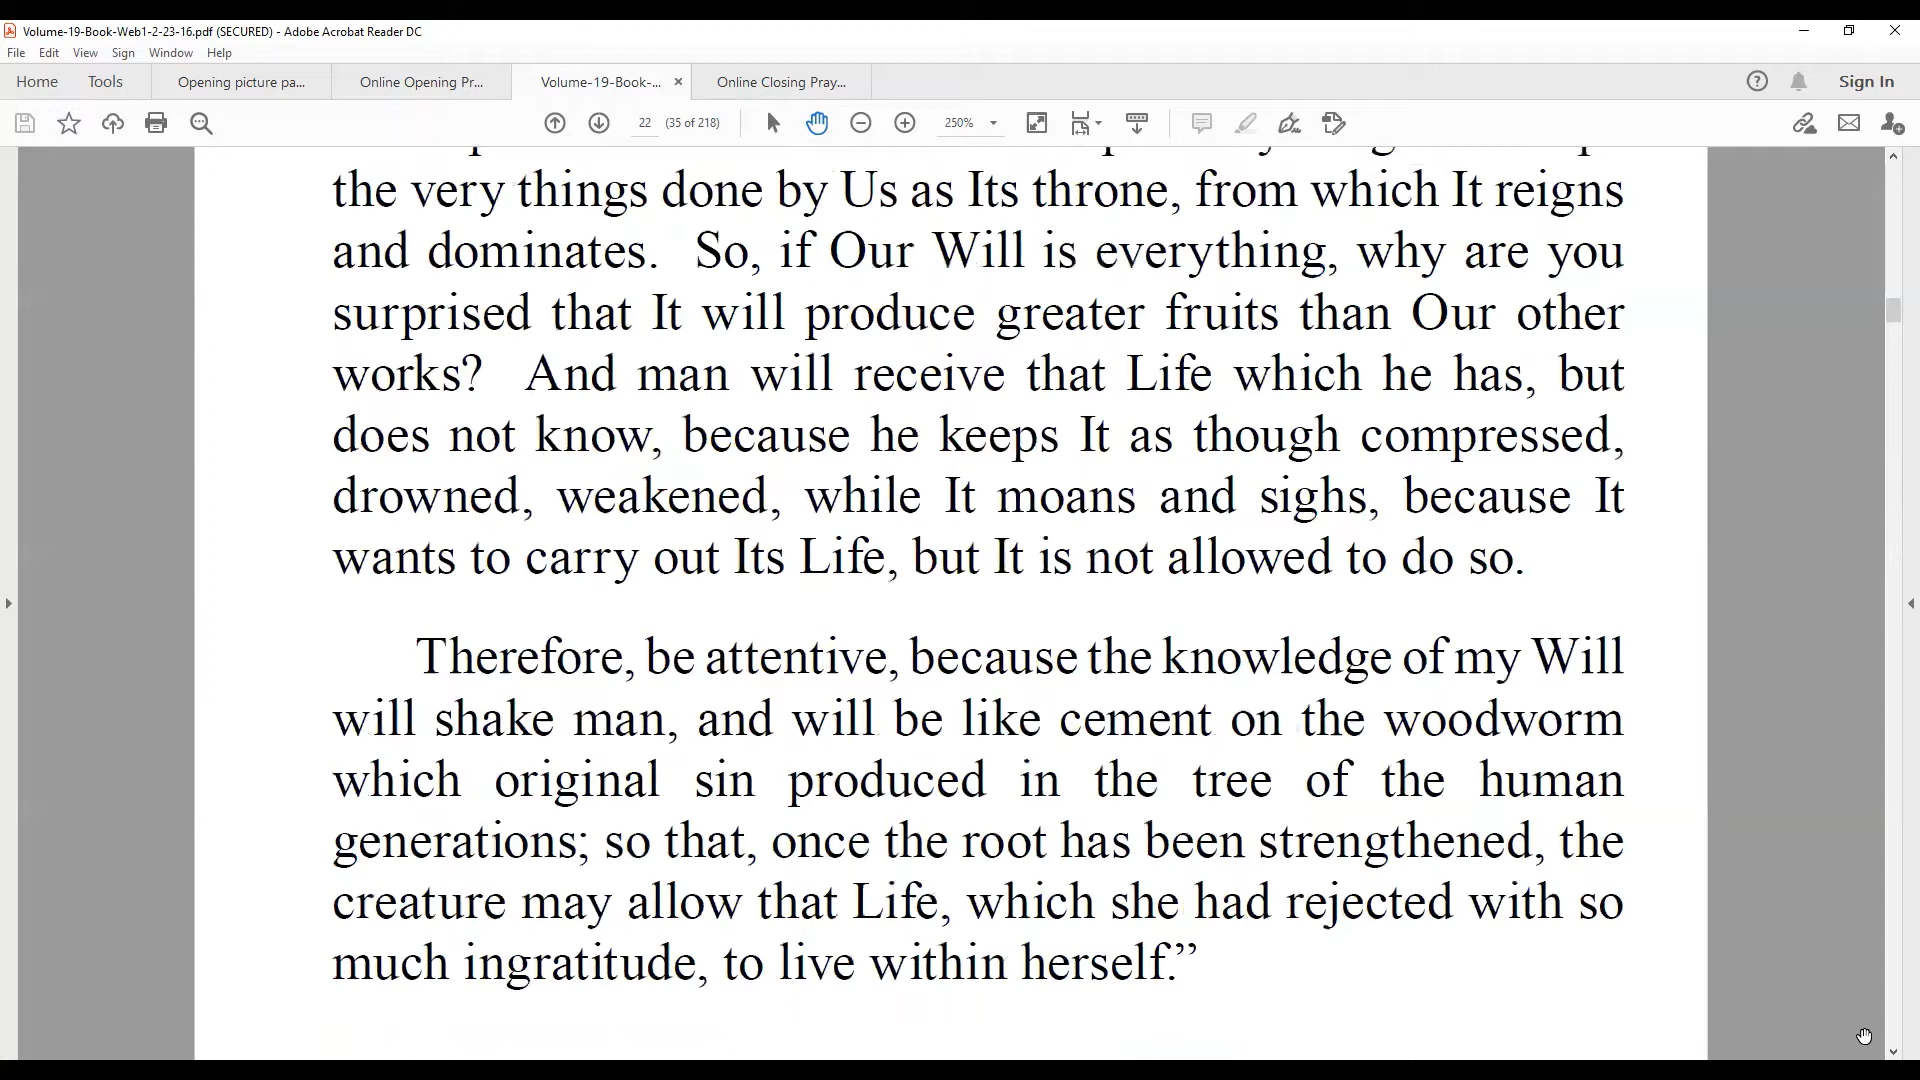 Volume-19-Book-Web1-2-23-16.pdf (SECURED) - Adobe Acrobat Reader DC
File Edit View Sign Window Help
Home Tools Opening picture pa... Online Opening Pr... Volume-19-Book-... × Online Closing Pray... Sign In
22 (35 of 218) 250%
the very things done by Us as Its throne, from which It reigns
and dominates. So, if Our Will is everything, why are you
surprised that It will produce greater fruits than Our other
works? And man will receive that Life which he has, but
does not know, because he keeps It as though compressed,
drowned, weakened, while It moans and sighs, because It
wants to carry out Its Life, but It is not allowed to do so.
Therefore, be attentive, because the knowledge of my Will
will shake man, and will be like cement on the woodworm
which original sin produced in the tree of the human
generations; so that, once the root has been strengthened, the
creature may allow that Life, which she had rejected with so
much ingratitude, to live within herself.”